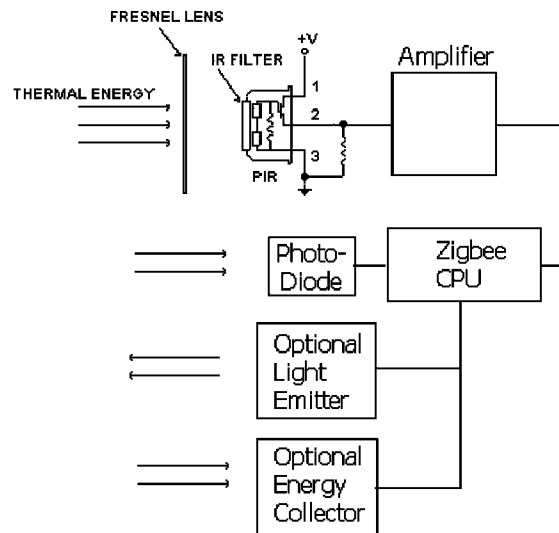 FRESNEL LENS
+V
Amplifier
IR FILTER
1
THERMAL ENERGY
2
3
PIR
Photo-
Diode
Zigbee
CPU
Optional
Light
Emitter
Optional
Energy
Collector